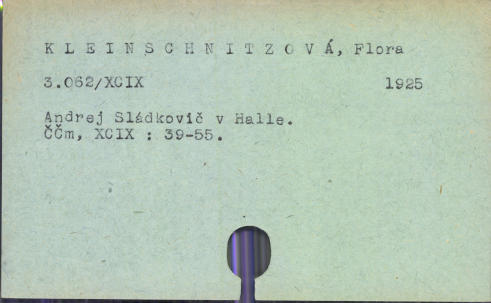 K L E I N S C H N I T Z O V Á, Flora
3.062/XCIX 1925
Andrej Sládkovič v Halle.
ČČm, XCIX : 39-55.